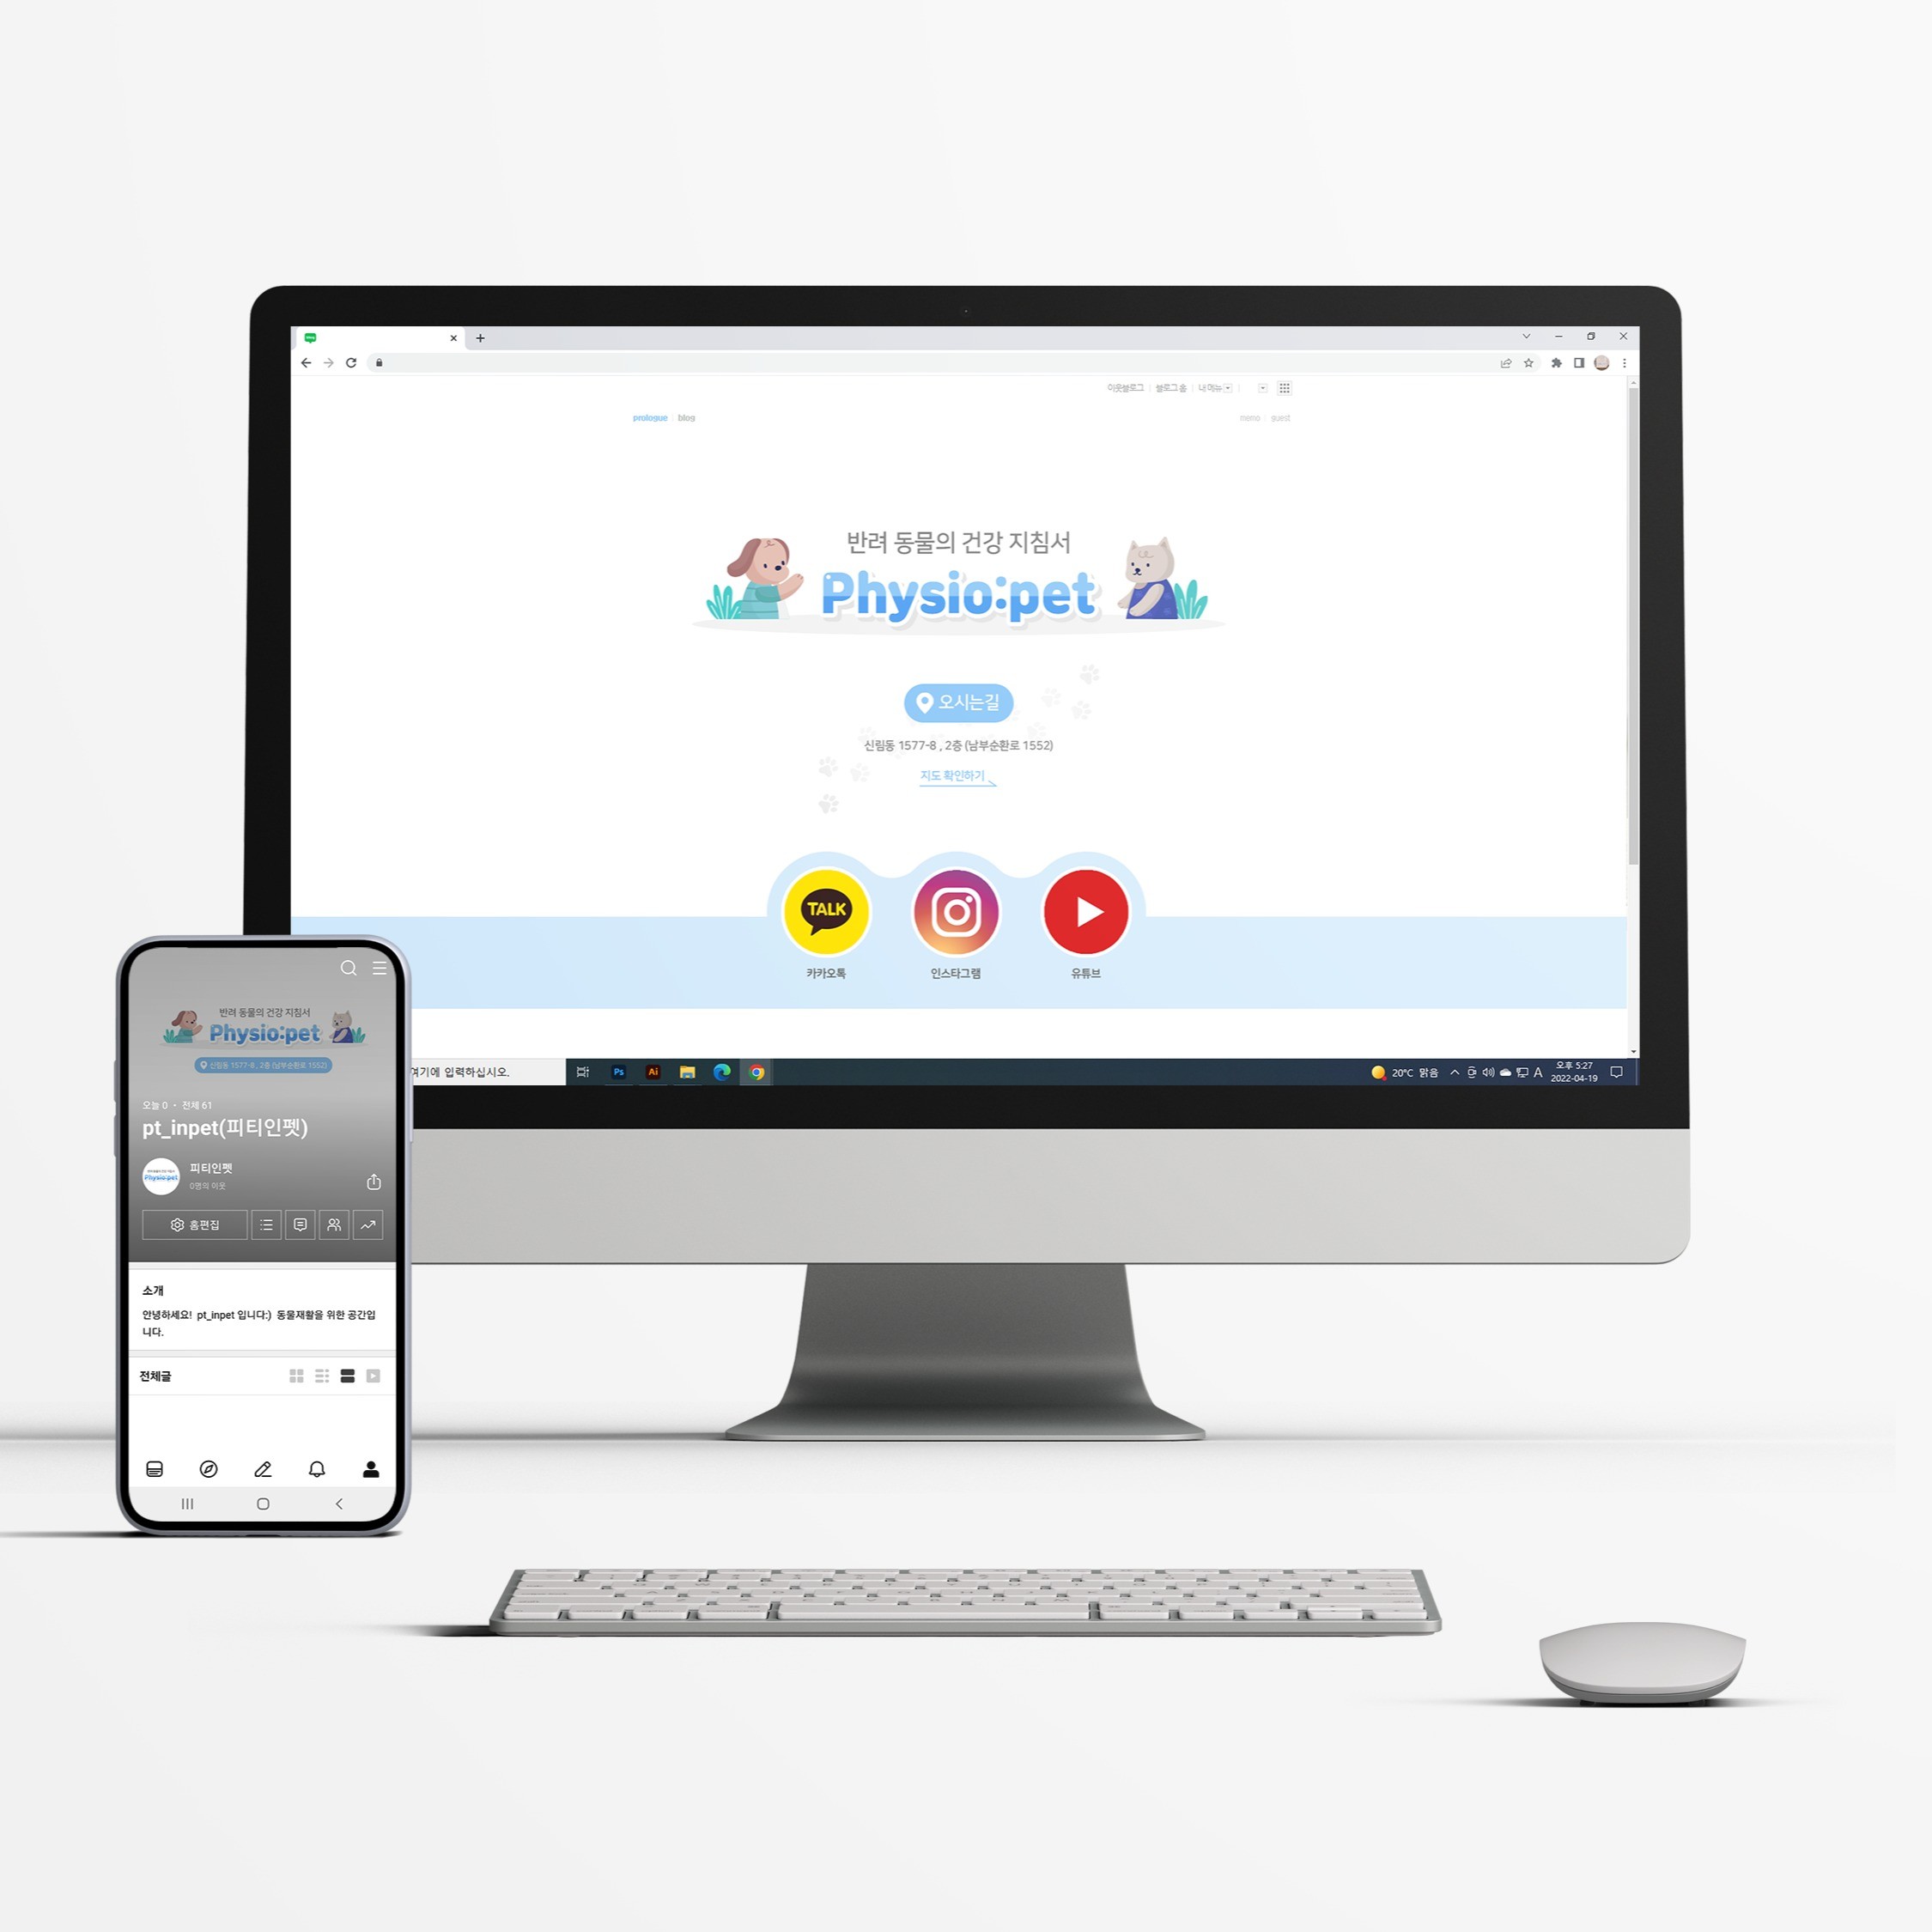 이웃블로그 블로그 홈 내 메뉴
prologue blog
memo guest
반려 동물의 건강 지침서
Physio:pet
오시는길
신림동 1577-8 , 2층 (남부순환로 1552)
지도 확인하기
TALK
카카오톡 인스타그램 유튜브
여기에 입력하십시오.
Ps Ai
20°C 맑음 A 오후 5:27
2022-04-19
반려 동물의 건강 지침서
Physio:pet
신림동 1577-8 , 2층 (남부순환로 1552)
오늘 0 • 전체 61
pt_inpet(피티인펫)
Physio:pet
피티인펫
0명의 이웃
홈편집
소개
안녕하세요! pt_inpet 입니다:) 동물재활을 위한 공간입
니다.
전체글